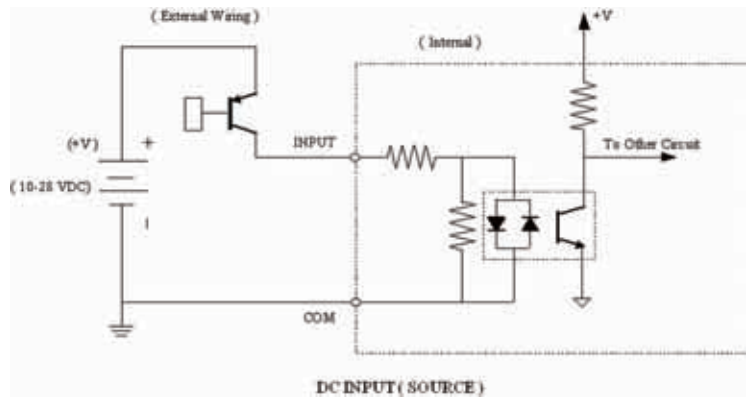 ( External Wiring )
+V
( Internal )
(+V)
+
INPUT
To Other Circuit
( 10-28 VDC)
COM
DC INPUT ( SOURCE )